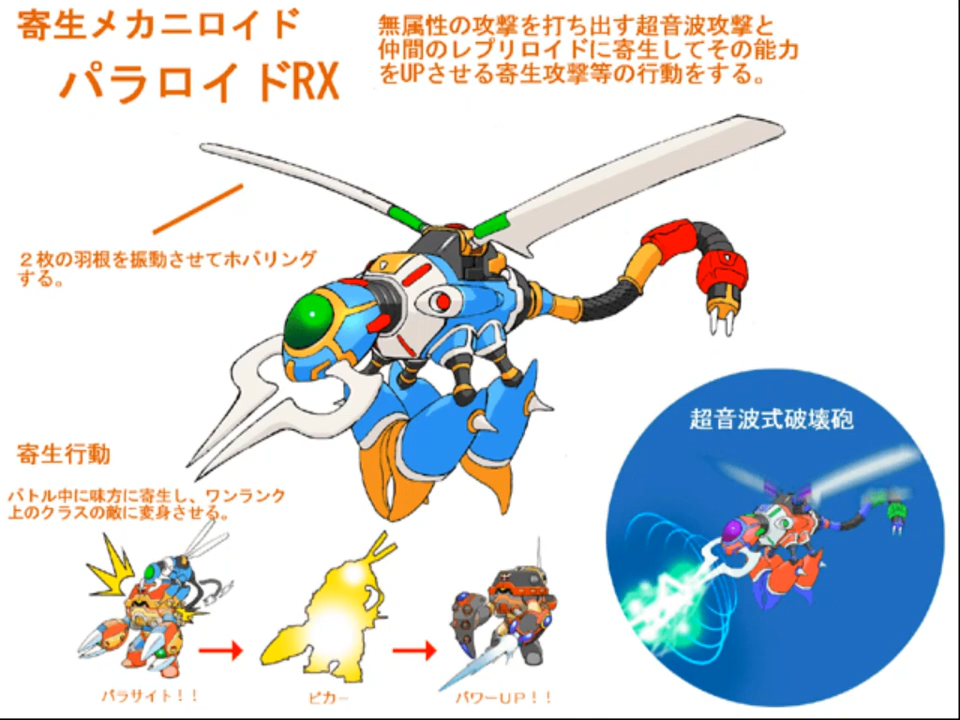 寄生メカニロイド
パラロイドRX
無属性の攻撃を打ち出す超音波攻撃と
仲間のレプリロイドに寄生してその能力
をUPさせる寄生攻撃等の行動をする。
２枚の羽根を振動させてホバリング
する。
超音波式破壊砲
寄生行動
バトル中に味方に寄生し、ワンランク
上のクラスの敵に変身させる。
パラサイト！！
ピカー
パワーUP！！